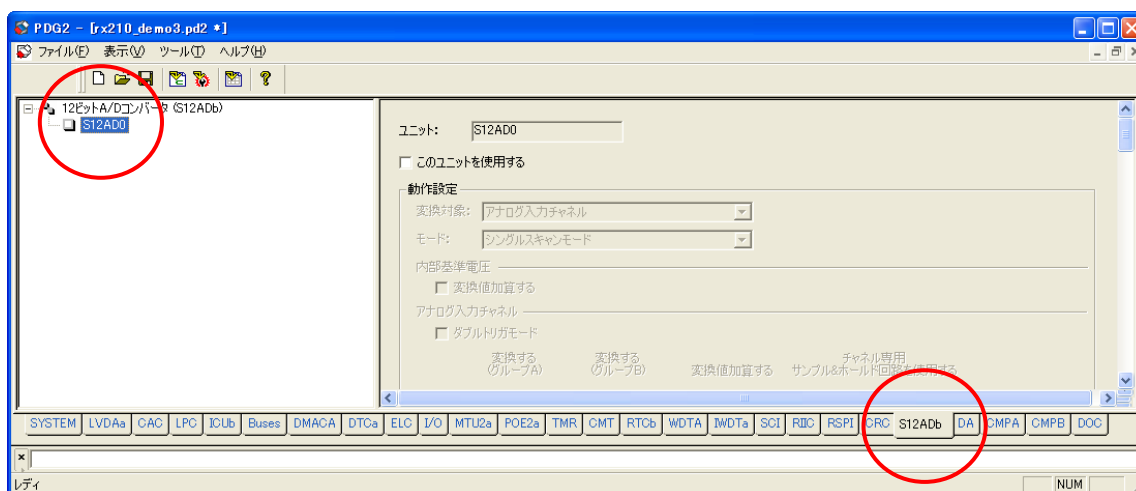 PDG2 - [rx210_demo3.pd2 *]
ファイル(F) 表示(V) ツール(T) ヘルプ(H)
12ビットA/Dコンバータ (S12ADb)
S12AD0
ユニット: S12AD0
このユニットを使用する
動作設定
変換対象: アナログ入力チャネル
モード: シングルスキャンモード
内部基準電圧
変換値加算する
アナログ入力チャネル
ダブルトリガモード
変換する (グループA) 変換する (グループB) 変換値加算する チャネル専用 サンプル&ホールド回路を使用する
SYSTEM LVDAa CAC LPC ICUb Buses DMACA DTCa ELC I/O MTU2a POE2a TMR CMT RTCb WDTA IWDTa SCI RIIC RSPI CRC S12ADb DA CMPA CMPB DOC
レディ NUM